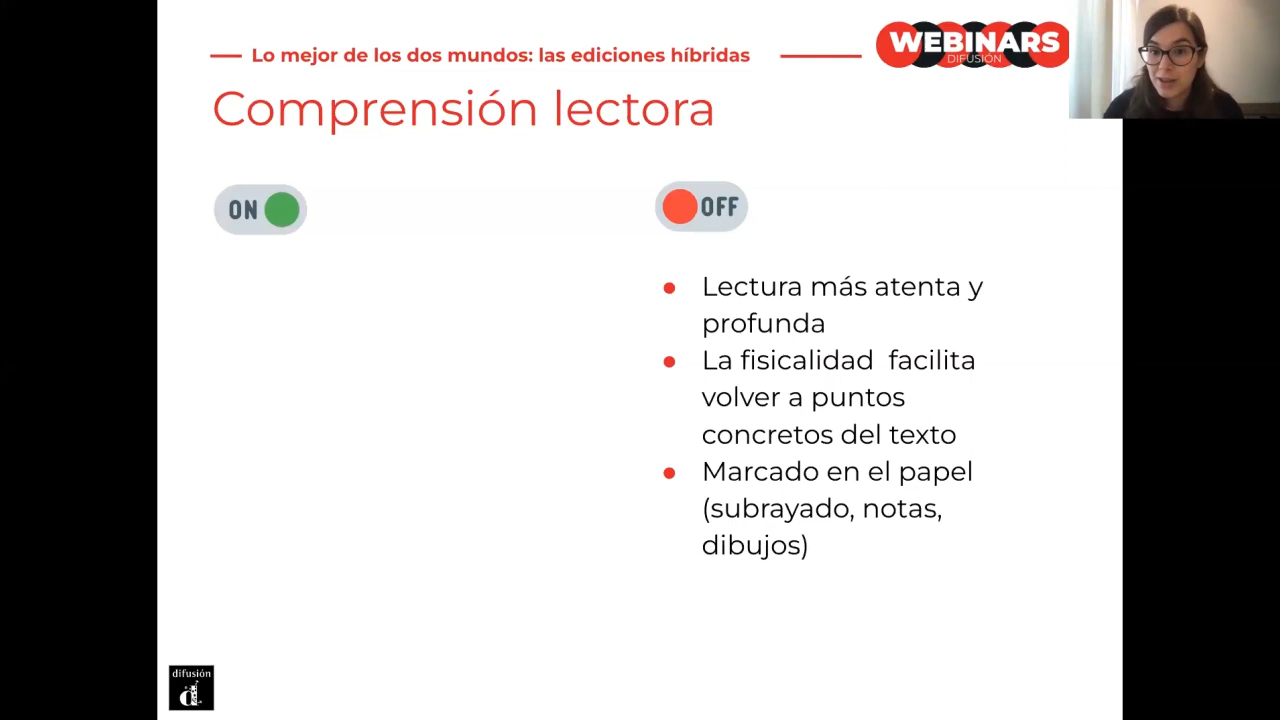 Lo mejor de los dos mundos: las ediciones híbridas
WEBINARS
DIFUSIÓN
Comprensión lectora
ON
OFF
● Lectura más atenta y
profunda
● La fisicalidad facilita
volver a puntos
concretos del texto
● Marcado en el papel
(subrayado, notas,
dibujos)
difusión
d